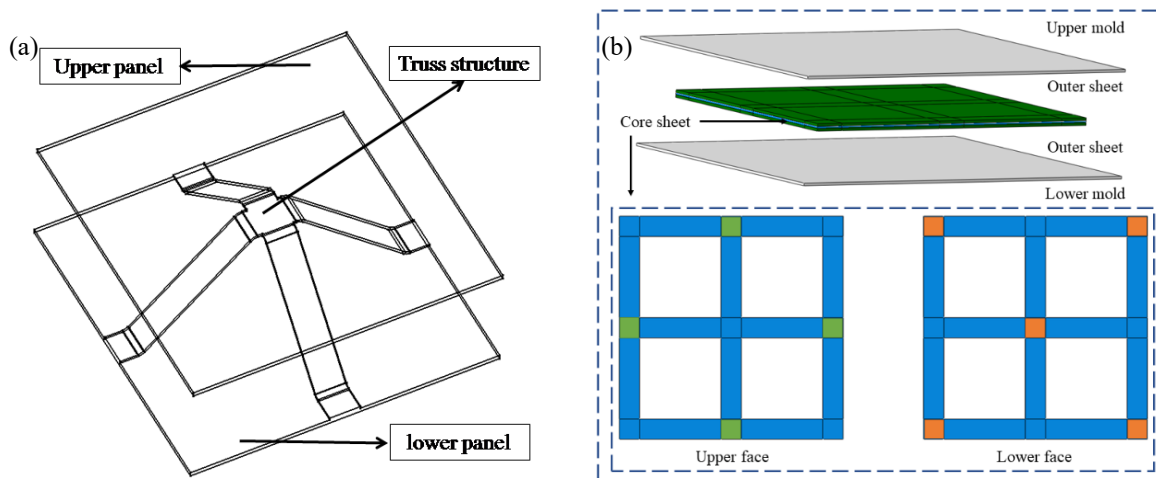 (a)
Upper panel
Truss structure
lower panel
(b)
Upper mold
Outer sheet
Core sheet
Outer sheet
Lower mold
Upper face
Lower face